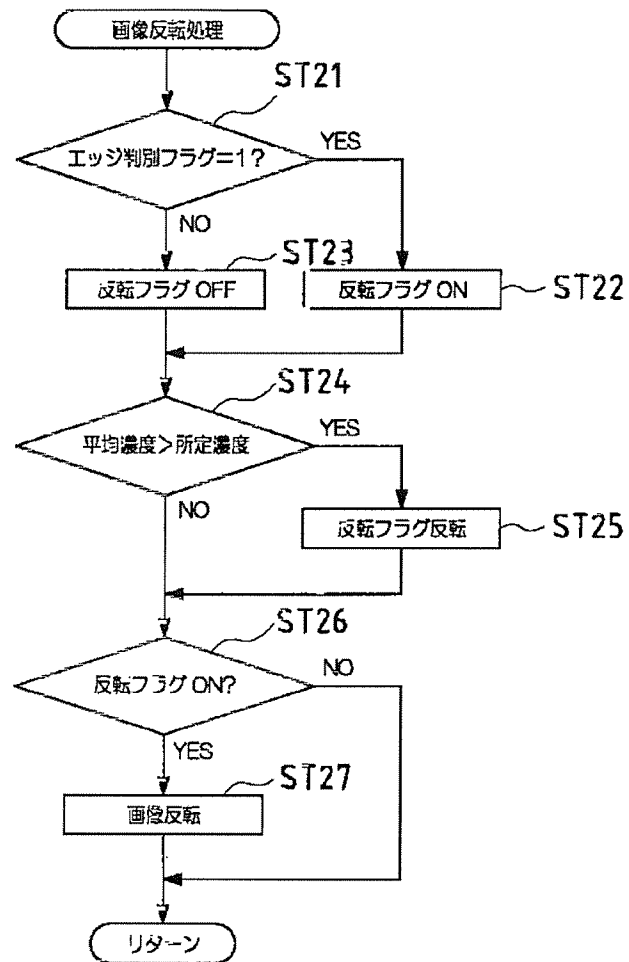 画像反転処理
ST21
エッジ判別フラグ=1?
YES
NO
ST23
反転フラグ OFF
反転フラグ ON
ST22
ST24
平均濃度>所定濃度
YES
NO
反転フラグ反転
ST25
ST26
反転フラグ ON?
NO
YES
ST27
画像反転
リターン